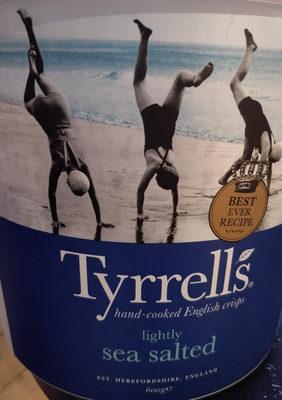 BEST
EVER
RECIPE
Tyrrells®
hand-cooked English crisps
lightly
sea salted
EST. HEREFORDSHIRE, ENGLAND
600g℮